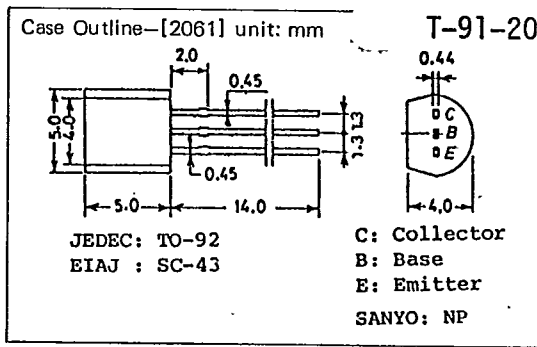 Case Outline—[2061] unit: mm
T-91-20
2.0
0.45
0.44
5.0
4.0
1.3
1.3
C
B
E
0.45
5.0
14.0
4.0
JEDEC: TO-92
EIAJ : SC-43
C: Collector
B: Base
E: Emitter
SANYO: NP